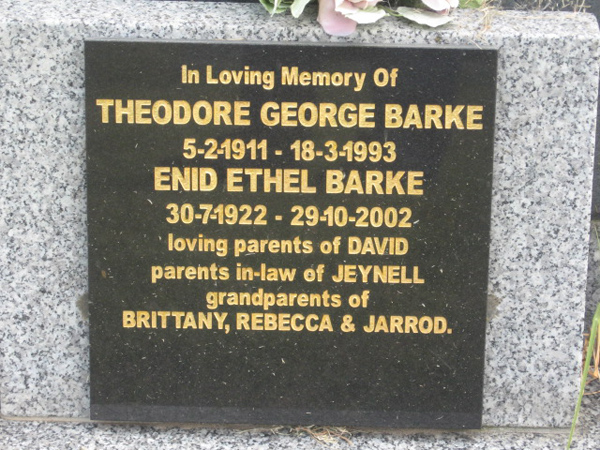 In Loving Memory Of
THEODORE GEORGE BARKE
5-2-1911 - 18-3-1993
ENID ETHEL BARKE
30-7-1922 - 29-10-2002
loving parents of DAVID
parents in-law of JEYNELL
grandparents of
BRITTANY, REBECCA & JARROD.